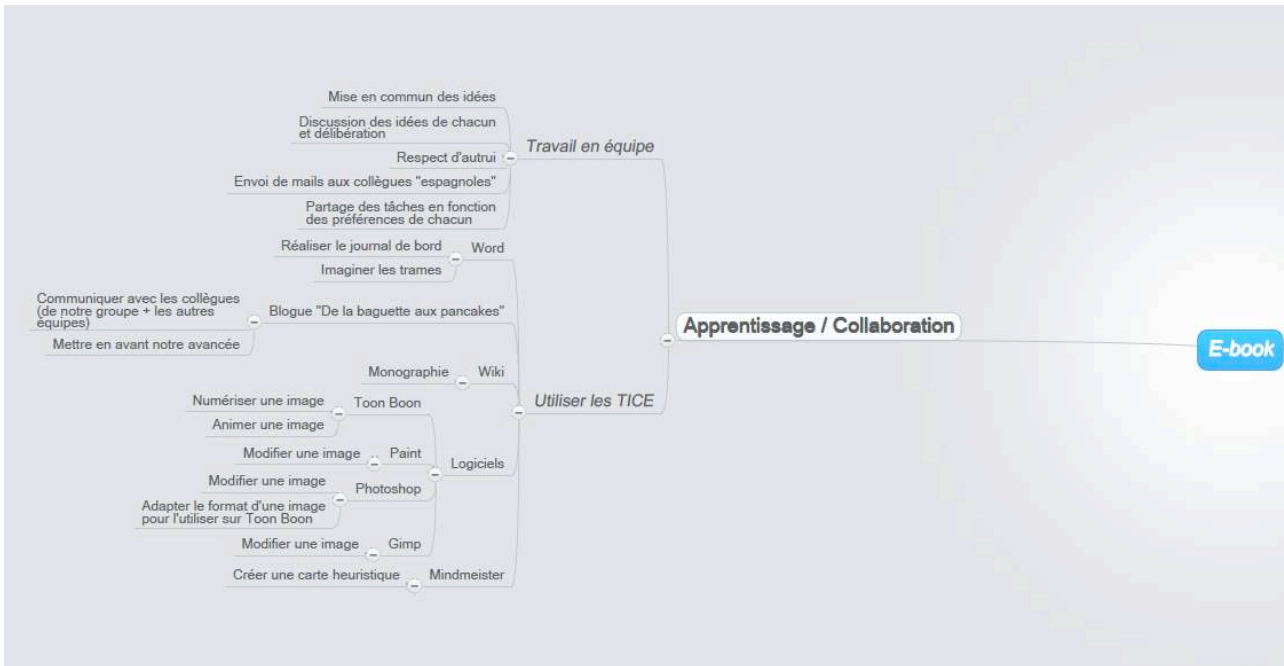 Mise en commun des idées
Discussion des idées de chacun
et délibération
Respect d'autrui
Envoi de mails aux collègues "espagnoles"
Partage des tâches en fonction
des préférences de chacun
Travail en équipe
Réaliser le journal de bord
Imaginer les trames
Word
Communiquer avec les collègues
(de notre groupe + les autres
équipes)
Mettre en avant notre avancée
Blogue "De la baguette aux pancakes"
Monographie
Wiki
Numériser une image
Animer une image
Toon Boon
Modifier une image
Paint
Modifier une image
Adapter le format d'une image
pour l'utiliser sur Toon Boon
Photoshop
Modifier une image
Gimp
Logiciels
Créer une carte heuristique
Mindmeister
Utiliser les TICE
Apprentissage / Collaboration
E-book